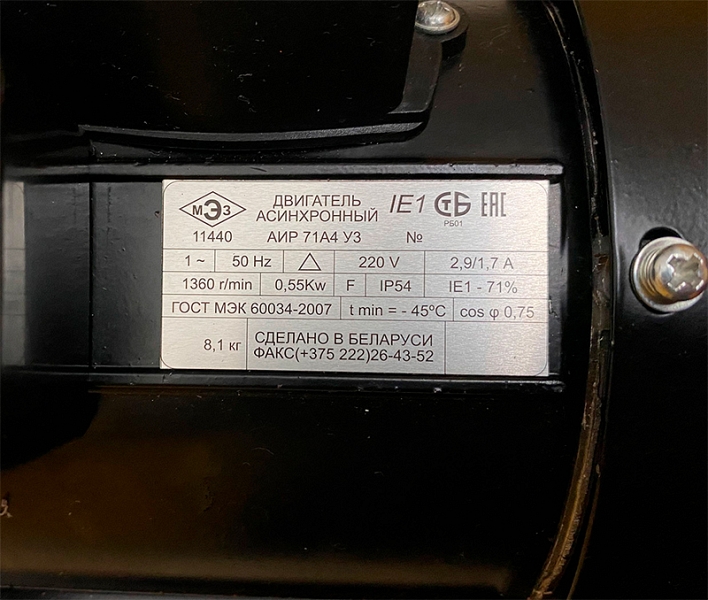 МЭЗ ДВИГАТЕЛЬ АСИНХРОННЫЙ IE1 СТБ ЕАС
РБ01
11440 АИР 71А4 У3 №
1 ~ 50 Hz △ 220 V 2,9/1,7 А
1360 r/min 0,55Kw F IP54 IE1 - 71%
ГОСТ МЭК 60034-2007 t min = - 45ºC cos φ 0,75
8,1 кг СДЕЛАНО В БЕЛАРУСИ
ФАКС(+375 222)26-43-52